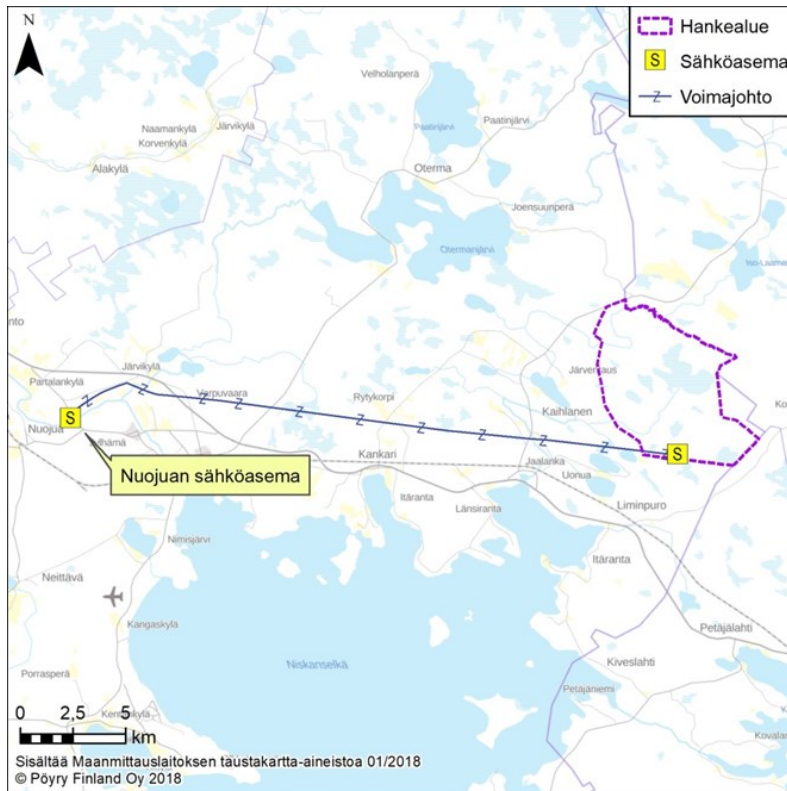 N
Hankealue
S Sähköasema
Z Voimajohto
Velholanperä
Naamankylä
Järvikylä
Korvenkylä
Paatinjärvi
Paatinjärvi
Alakylä
Oterma
Joensuunperä
Otermanjärvi
Järvikylä
Partalankylä
Järventaus
Rytykorpi
S
Nuojua
Kaihlanen
Nuojuan sähköasema
Kankari
Jaalanka
S
Uonua
Itäranta
Länsiranta
Liminpuro
Nimisjärvi
Itäranta
Neittävä
Kangaskylä
Petäjälahti
Niskanselkä
Kiveslahti
Porrasperä
Petäjäniemi
0 2,5 5
km
Sisältää Maanmittauslaitoksen taustakartta-aineistoa 01/2018
© Pöyry Finland Oy 2018